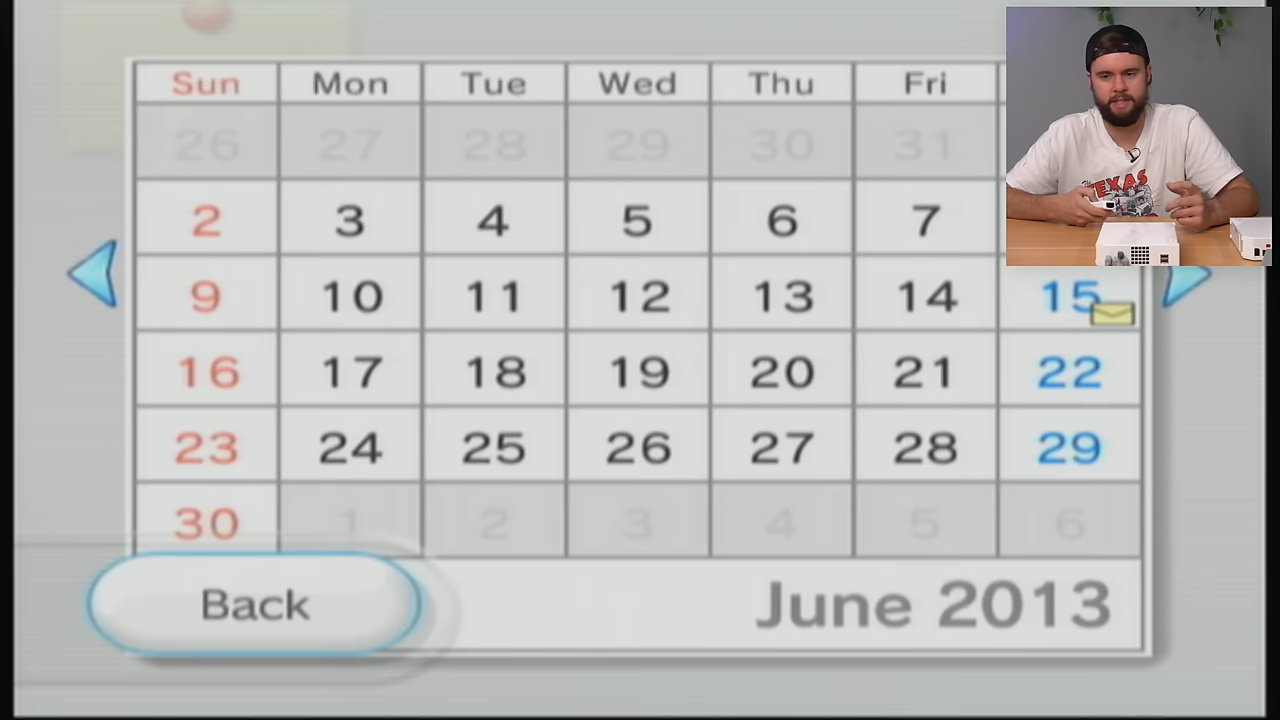 Sun Mon Tue Wed Thu Fri
26 27 28 29 30 31
2 3 4 5 6 7
9 10 11 12 13 14 15
16 17 18 19 20 21 22
23 24 25 26 27 28 29
30 1 2 3 4 5 6
Back
June 2013
TEXAS